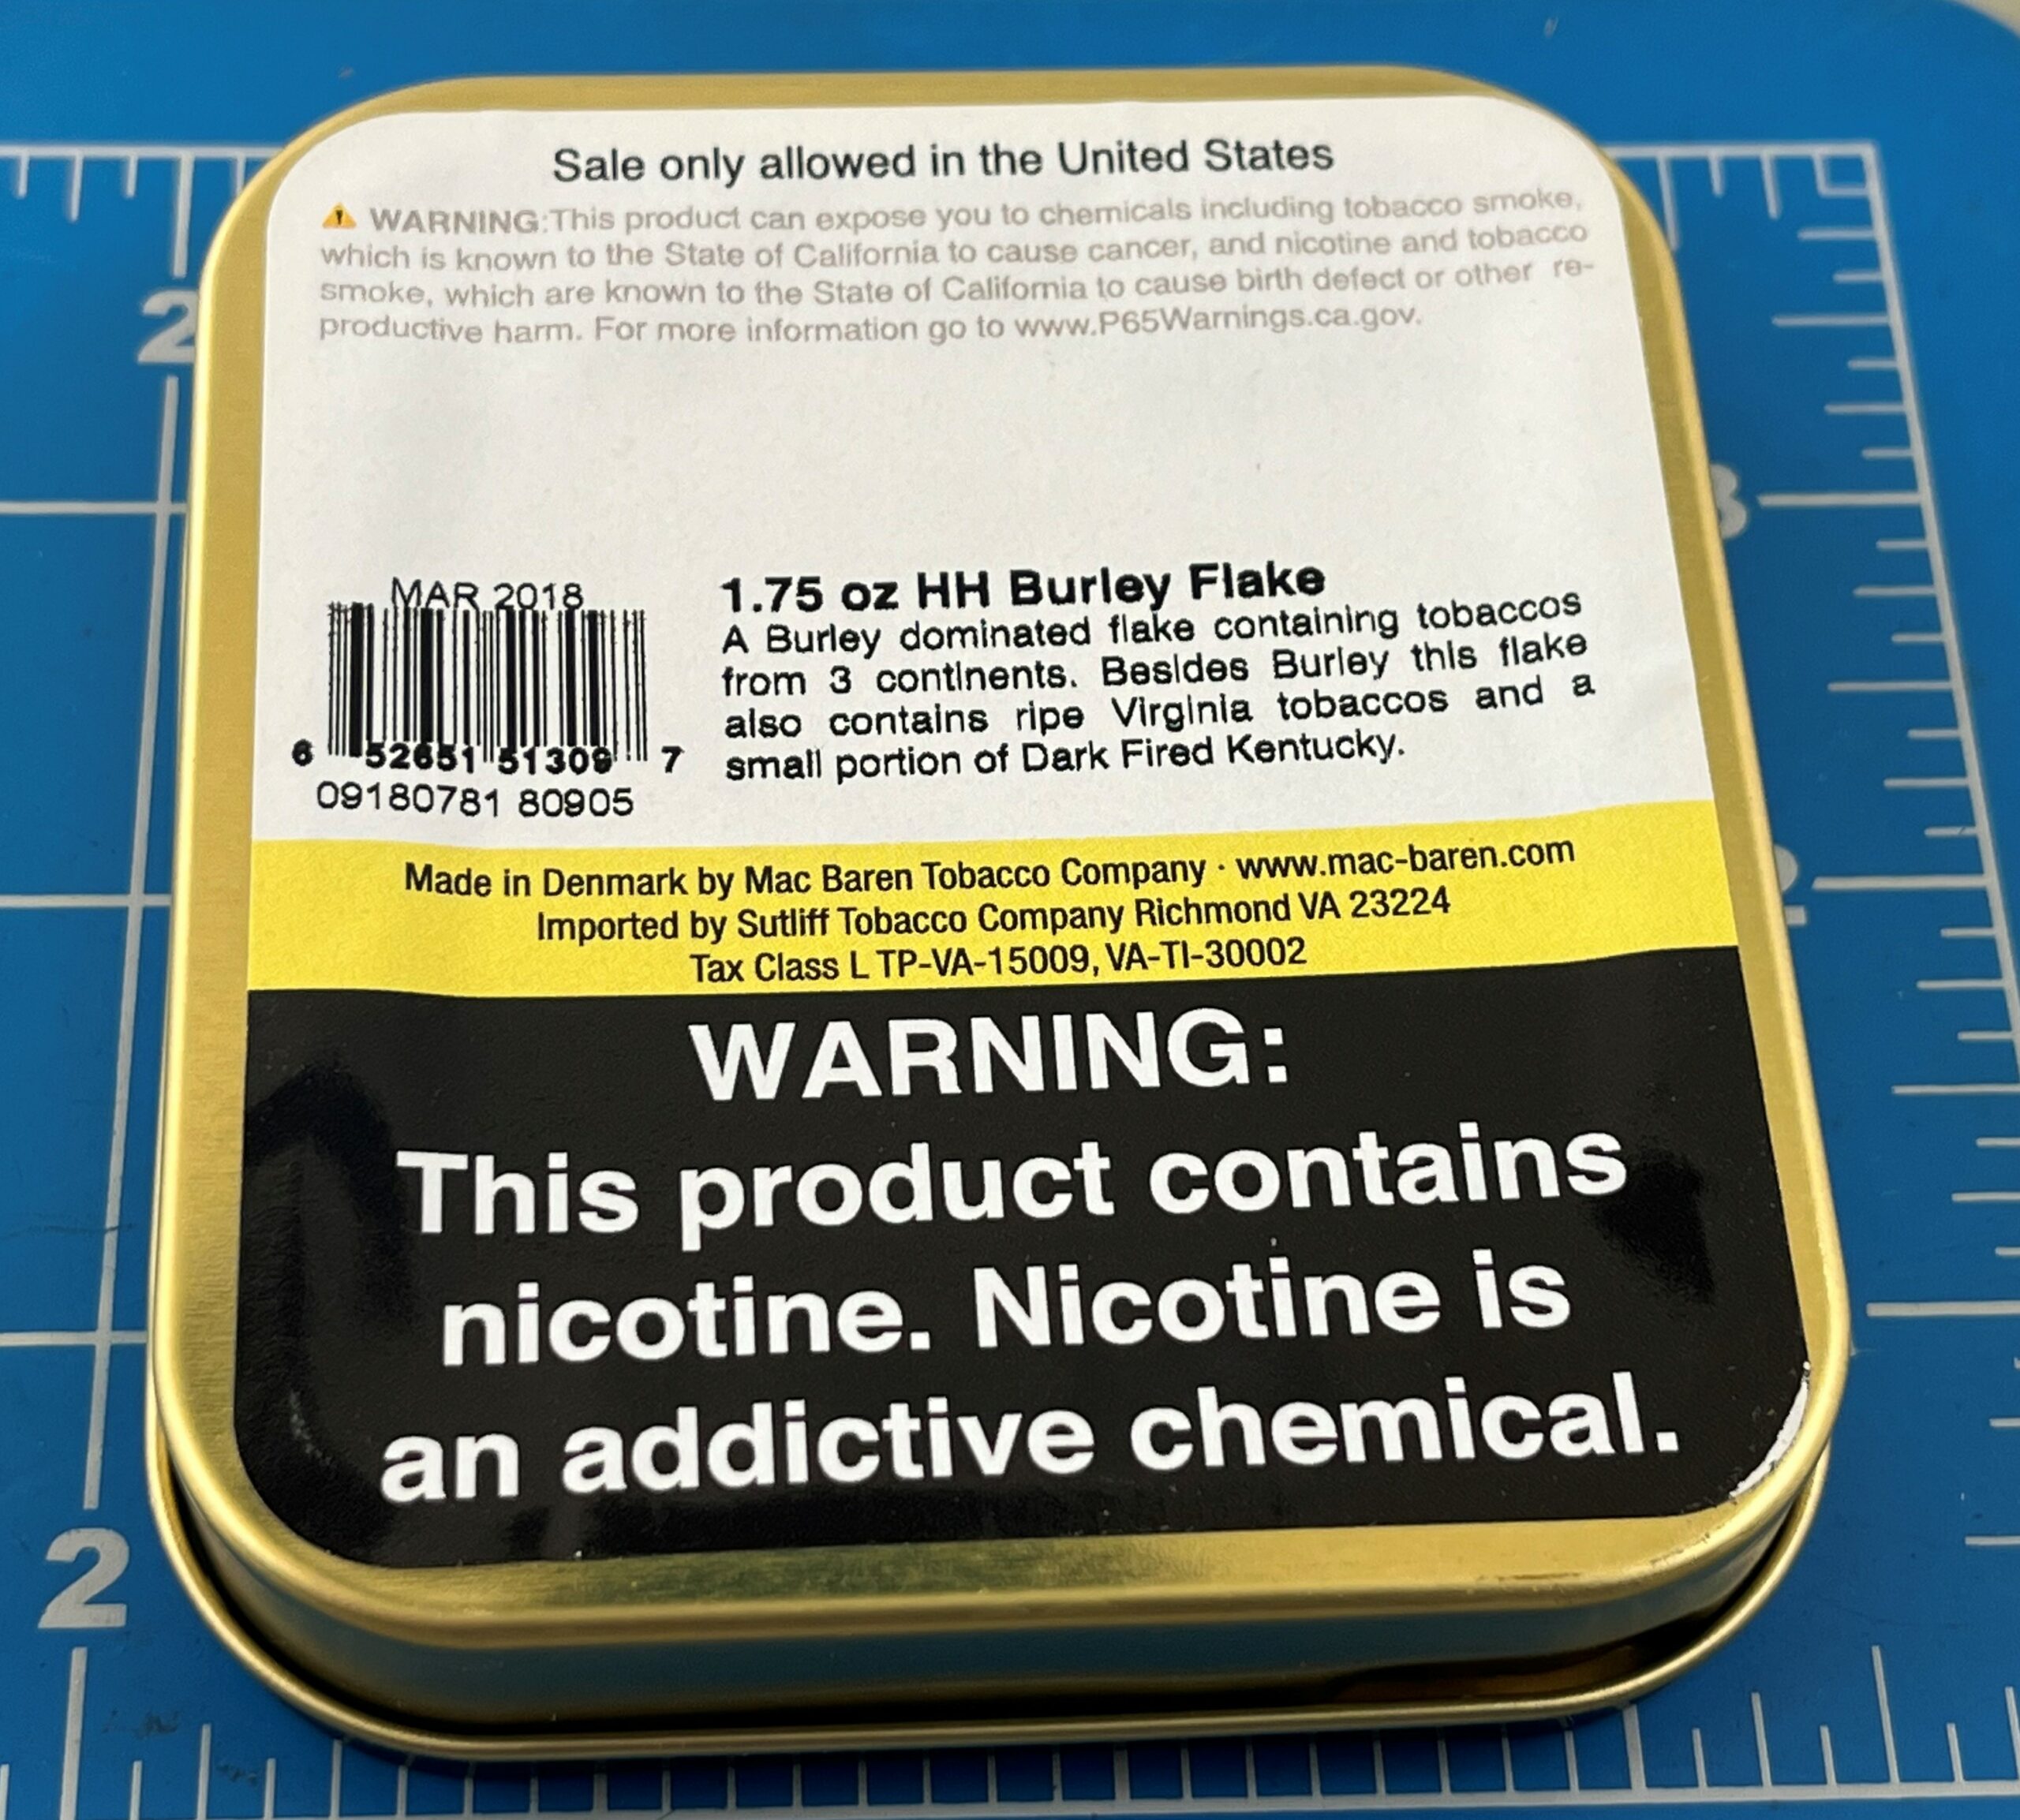 Sale only allowed in the United States
⚠ WARNING:This product can expose you to chemicals including tobacco smoke,
which is known to the State of California to cause cancer, and nicotine and tobacco
smoke, which are known to the State of California to cause birth defect or other re-
productive harm. For more information go to www.P65Warnings.ca.gov.
MAR 2018
6 52651 51309 7
09180781 80905
1.75 oz HH Burley Flake
A Burley dominated flake containing tobaccos
from 3 continents. Besides Burley this flake
also contains ripe Virginia tobaccos and a
small portion of Dark Fired Kentucky.
Made in Denmark by Mac Baren Tobacco Company · www.mac-baren.com
Imported by Sutliff Tobacco Company Richmond VA 23224
Tax Class L TP-VA-15009, VA-TI-30002
WARNING:
This product contains
nicotine. Nicotine is
an addictive chemical.
2
3
2
2